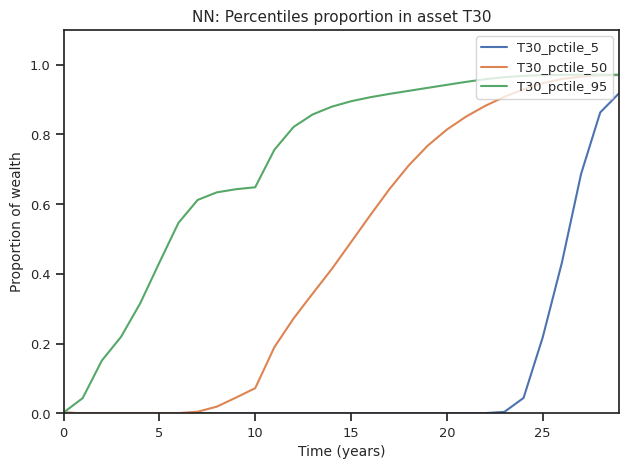 NN: Percentiles proportion in asset T30
T30_pctile_5
T30_pctile_50
T30_pctile_95
Proportion of wealth
1.0
0.8
0.6
0.4
0.2
0.0
0 5 10 15 20 25
Time (years)